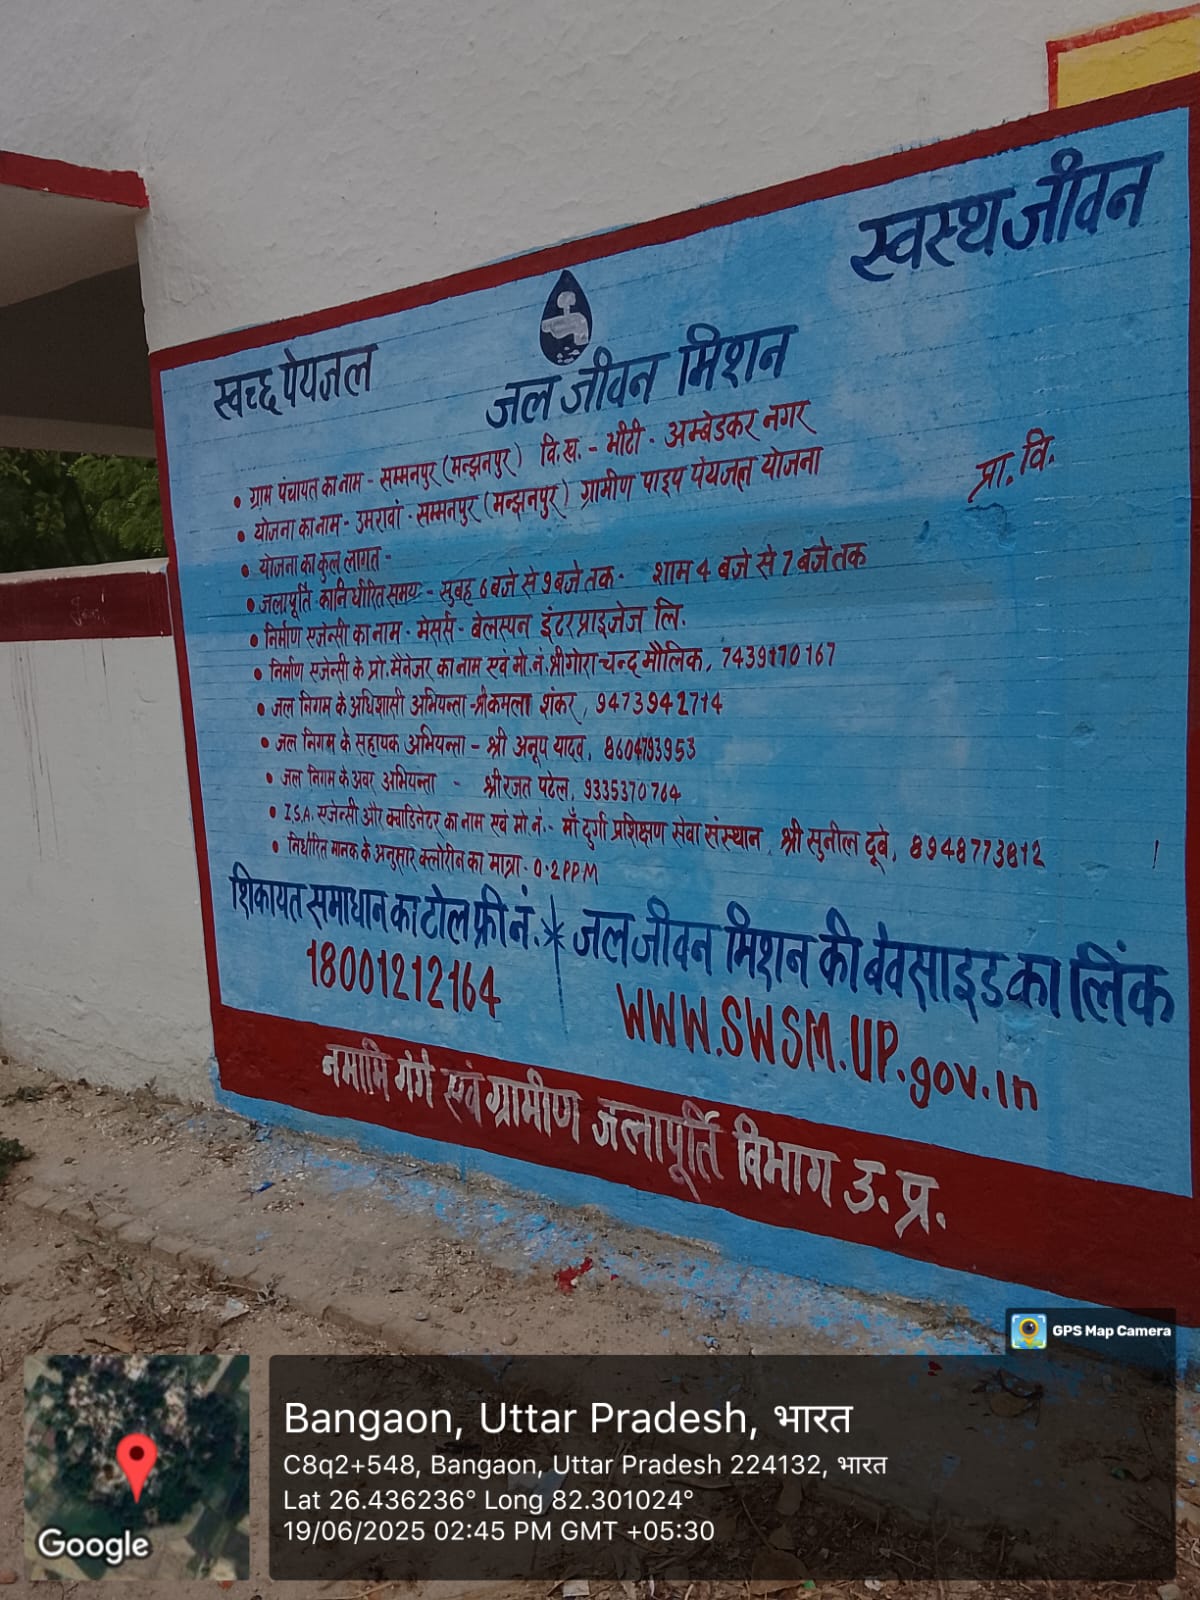 स्वच्छ पेयजल
स्वस्थ जीवन
जल जीवन मिशन
• ग्राम पंचायत का नाम - सम्मनपुर (मन्झनपुर) वि.ख. - भीटी - अम्बेडकर नगर
• योजना का नाम - उमरावां - सम्मनपुर (मन्झनपुर) ग्रामीण पाइप पेयजल योजना
प्रा. वि.
• योजना का कुल लागत -
• जलापूर्ति का निर्धारित समय - सुबह 6 बजे से 9 बजे तक - शाम 4 बजे से 7 बजे तक
• निर्माण एजेन्सी का नाम - मेसर्स - बेलस्पन इंटरप्राइजेज लि.
• निर्माण एजेन्सी के प्रो. मैनेजर का नाम एवं मो. नं. श्री गोरा चन्द मौलिक, 7439170167
• जल निगम के अधिशासी अभियन्ता - श्री कमला शंकर, 9473942714
• जल निगम के सहायक अभियन्ता - श्री अनूप यादव, 8604793953
• जल निगम के अवर अभियन्ता - श्री रजत पटेल, 9335370764
• I.S.A. एजेन्सी और क्वाडिनेटर का नाम एवं मो. नं. - माँ दुर्गा प्रशिक्षण सेवा संस्थान, श्री सुनील दूबे, 8948773812
• निर्धारित मानक के अनुसार क्लोरीन का मात्रा - 0.2 PPM
शिकायत समाधान का टोल फ्री नं.
18001212164
जल जीवन मिशन की बेवसाइड का लिंक
WWW.SWSM.UP.gov.in
नमामि गंगे एवं ग्रामीण जलापूर्ति विभाग उ. प्र.
GPS Map Camera
Google
Bangaon, Uttar Pradesh, भारत
C8q2+548, Bangaon, Uttar Pradesh 224132, भारत
Lat 26.436236° Long 82.301024°
19/06/2025 02:45 PM GMT +05:30